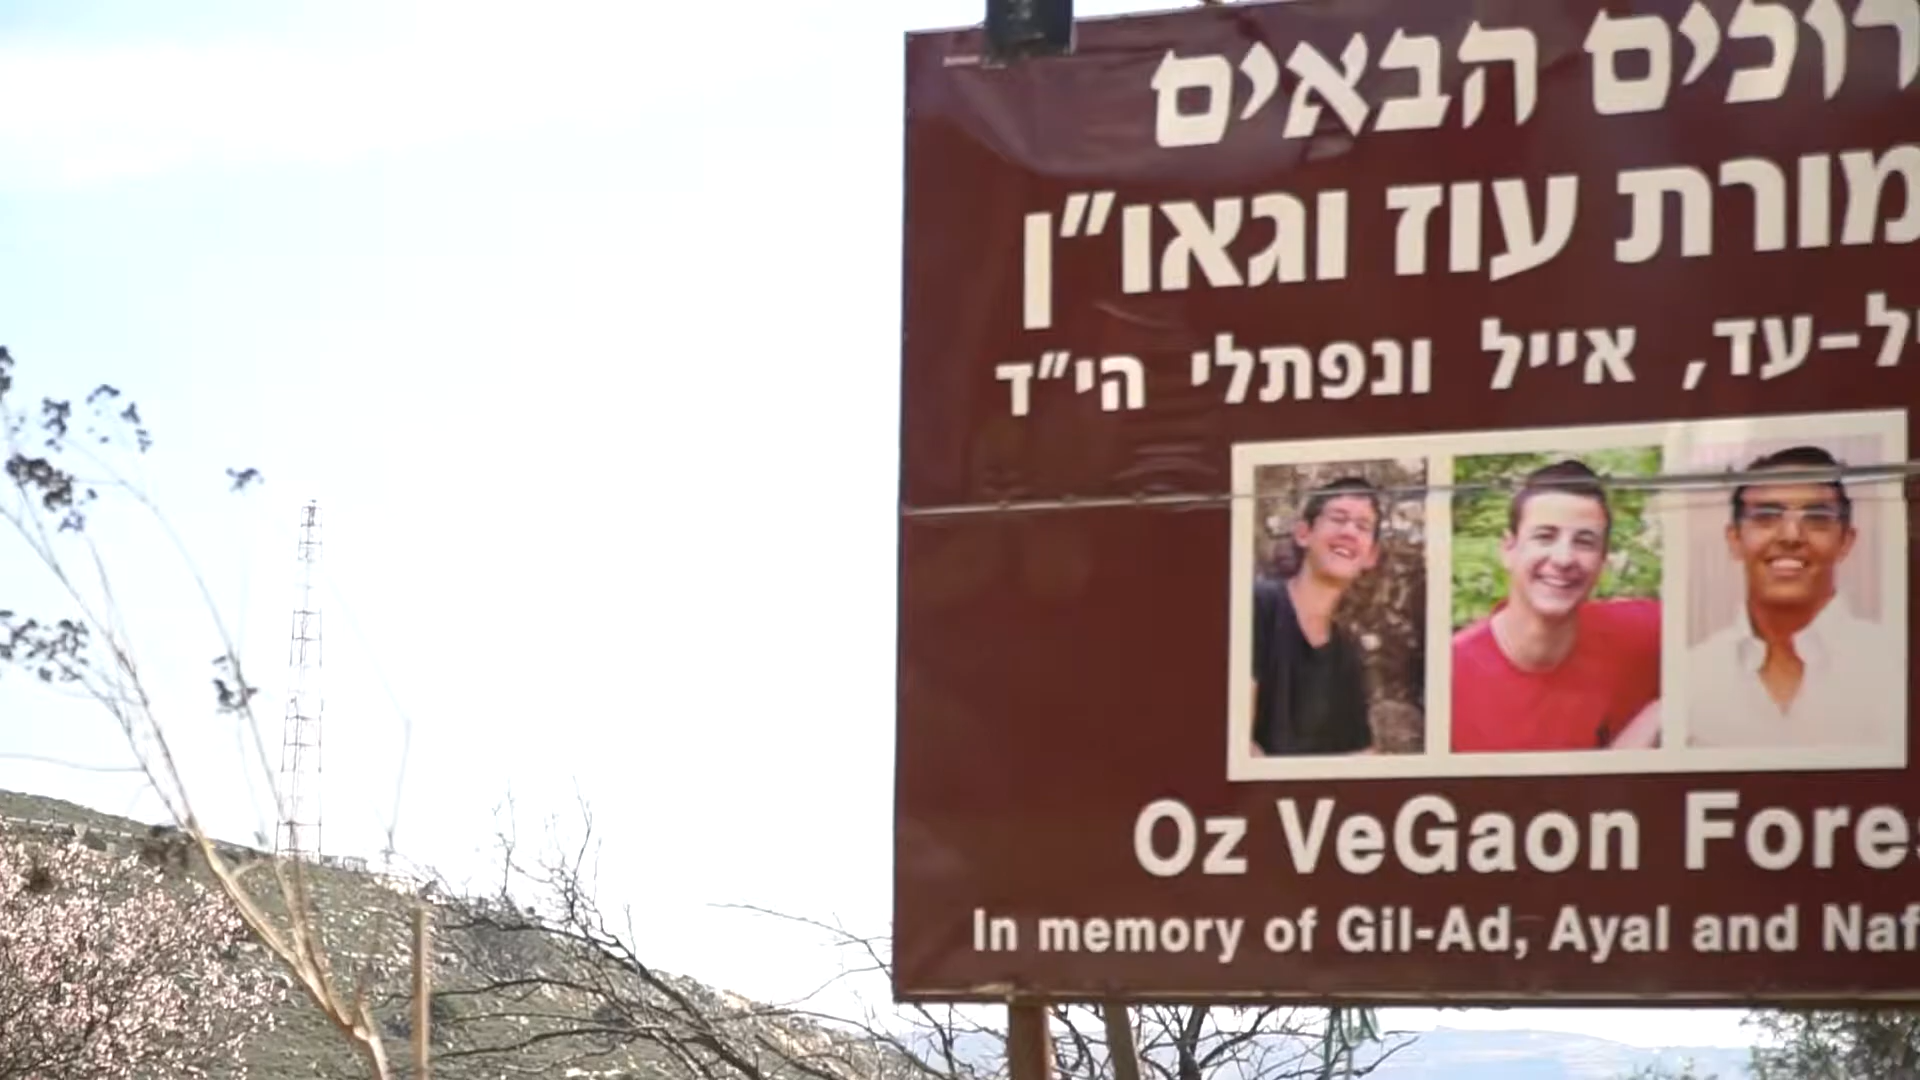 רוכים הבאים
מורת עוז וגאו"ן
ל-עד, אייל ונפתלי הי"ד
Oz VeGaon Fores
In memory of Gil-Ad, Ayal and Naf